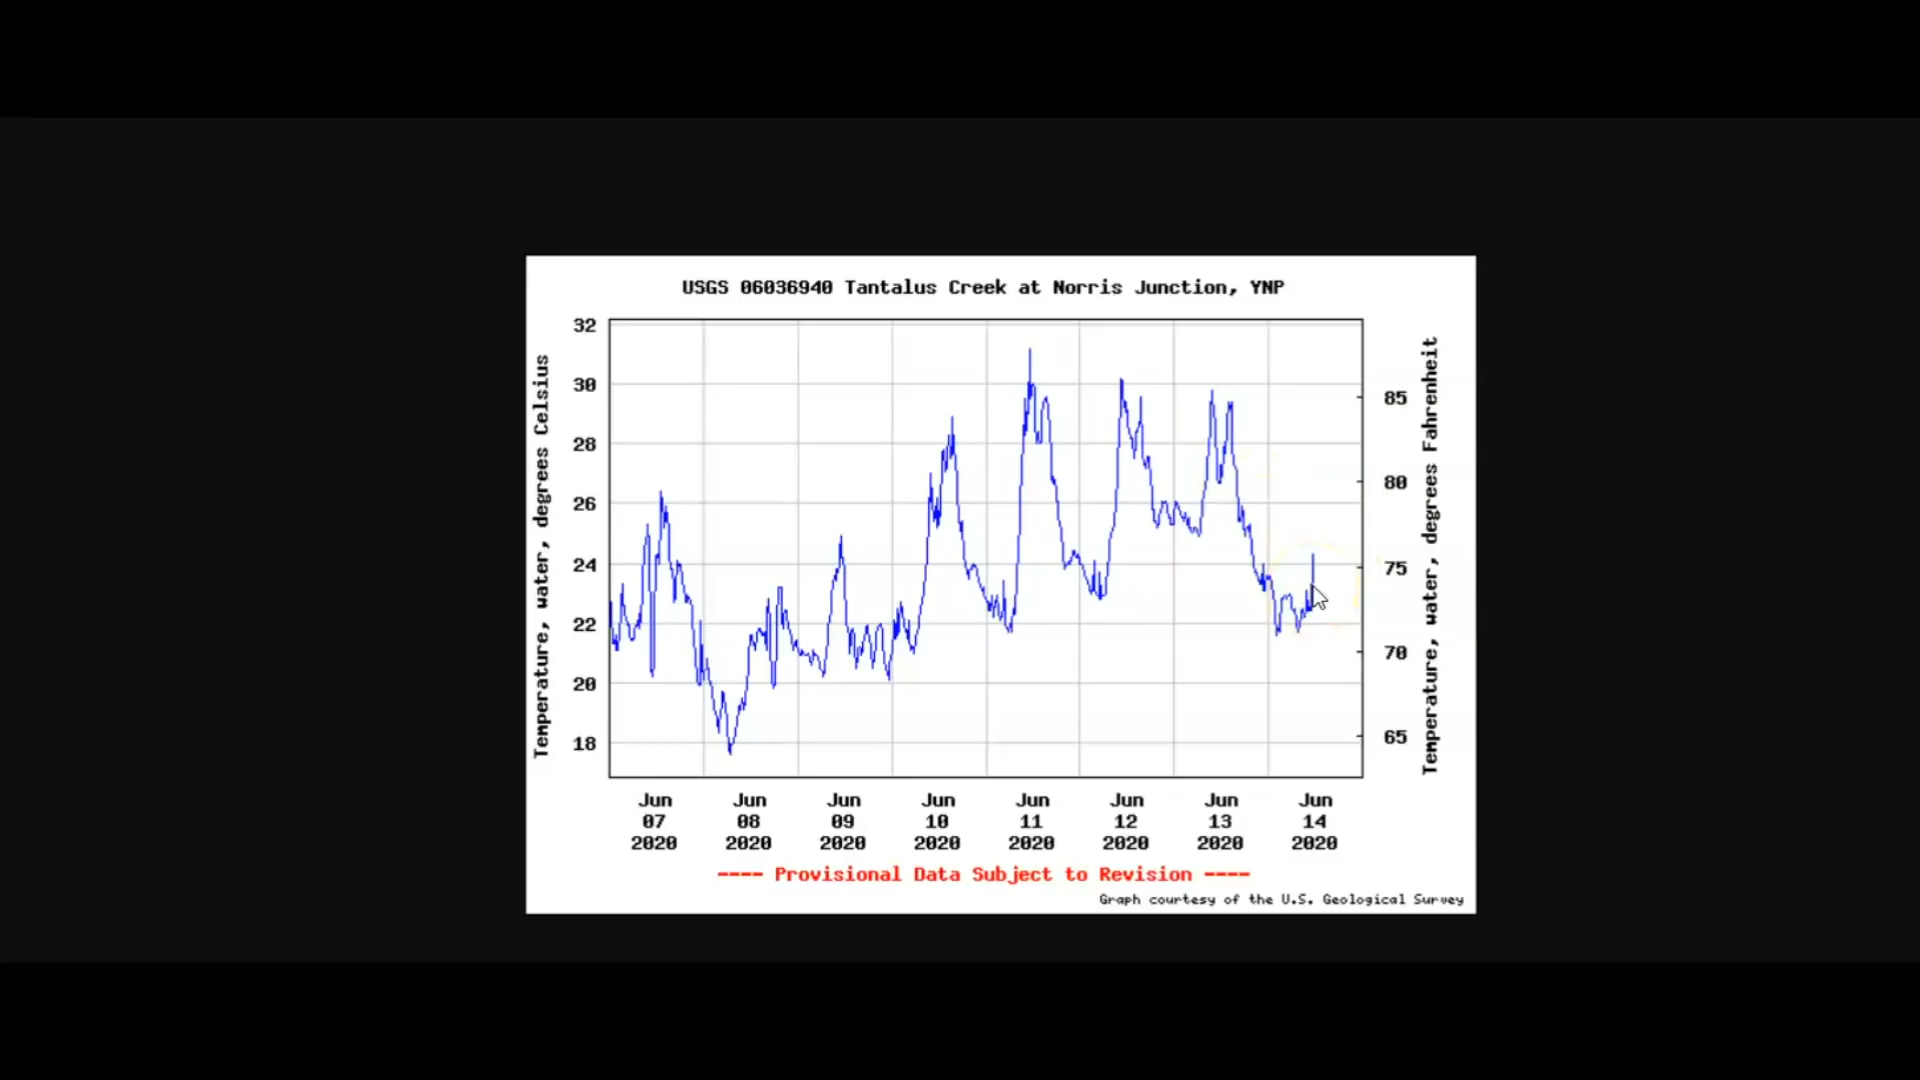 USGS 06036940 Tantalus Creek at Norris Junction, YNP
Temperature, water, degrees Celsius
32
30
28
26
24
22
20
18
85
80
75
70
65
Temperature, water, degrees Fahrenheit
Jun Jun Jun Jun Jun Jun Jun Jun
07 08 09 10 11 12 13 14
2020 2020 2020 2020 2020 2020 2020 2020
---- Provisional Data Subject to Revision ----
Graph courtesy of the U.S. Geological Survey